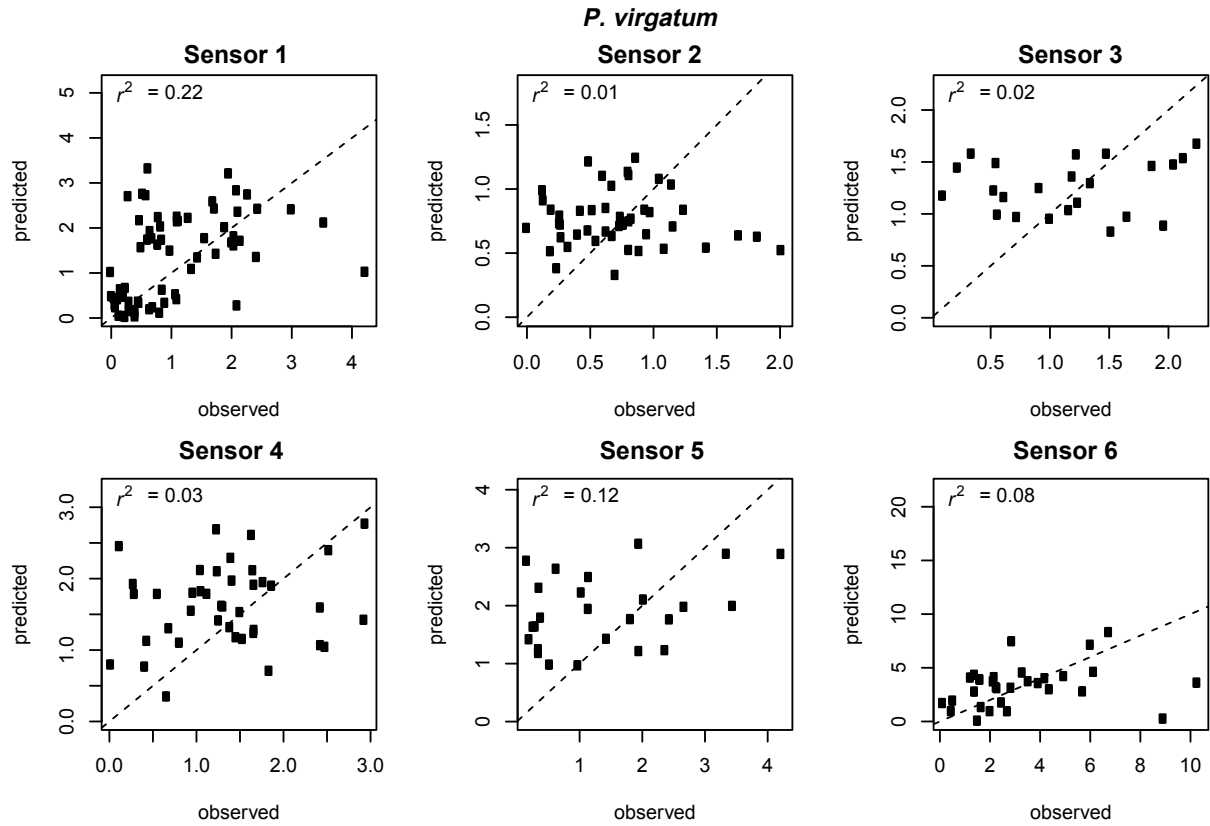 P. virgatum
Sensor 1
r² = 0.22
predicted
5
4
3
2
1
0
0 1 2 3 4
observed
Sensor 2
r² = 0.01
predicted
1.5
1.0
0.5
0.0
0.0 0.5 1.0 1.5 2.0
observed
Sensor 3
r² = 0.02
predicted
2.0
1.5
1.0
0.5
0.0
0.5 1.0 1.5 2.0
observed
Sensor 4
r² = 0.03
predicted
3.0
2.0
1.0
0.0
0.0 1.0 2.0 3.0
observed
Sensor 5
r² = 0.12
predicted
4
3
2
1
0
1 2 3 4
observed
Sensor 6
r² = 0.08
predicted
20
15
10
5
0
0 2 4 6 8 10
observed